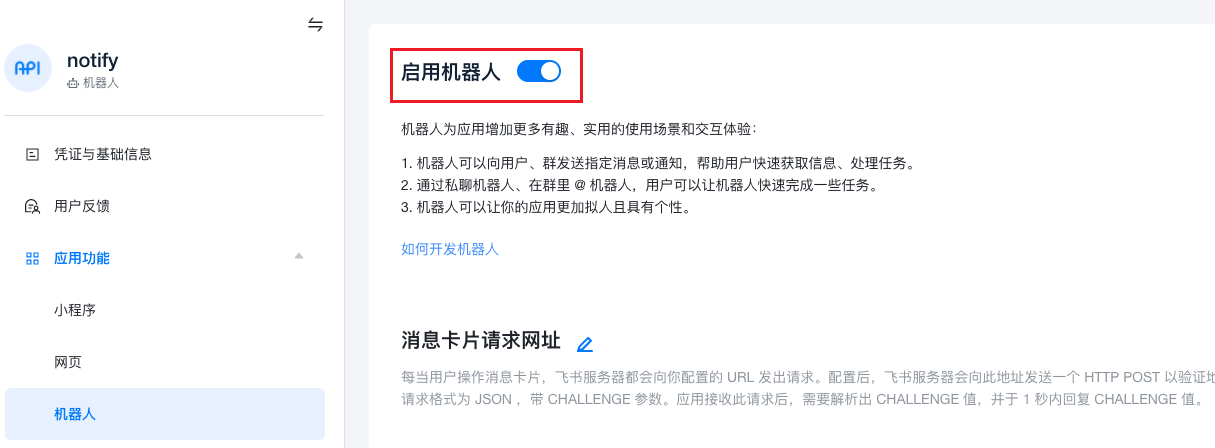 API
notify
机器人
凭证与基础信息
用户反馈
应用功能
小程序
网页
机器人
启用机器人
机器人为应用增加更多有趣、实用的使用场景和交互体验：
1. 机器人可以向用户、群发送指定消息或通知，帮助用户快速获取信息、处理任务。
2. 通过私聊机器人、在群里 @ 机器人，用户可以让机器人快速完成一些任务。
3. 机器人可以让你的应用更加拟人且具有个性。
如何开发机器人
消息卡片请求网址
每当用户操作消息卡片，飞书服务器都会向你配置的 URL 发出请求。配置后，飞书服务器会向此地址发送一个 HTTP POST 以验证地
请求格式为 JSON ，带 CHALLENGE 参数。应用接收此请求后，需要解析出 CHALLENGE 值，并于 1 秒内回复 CHALLENGE 值。